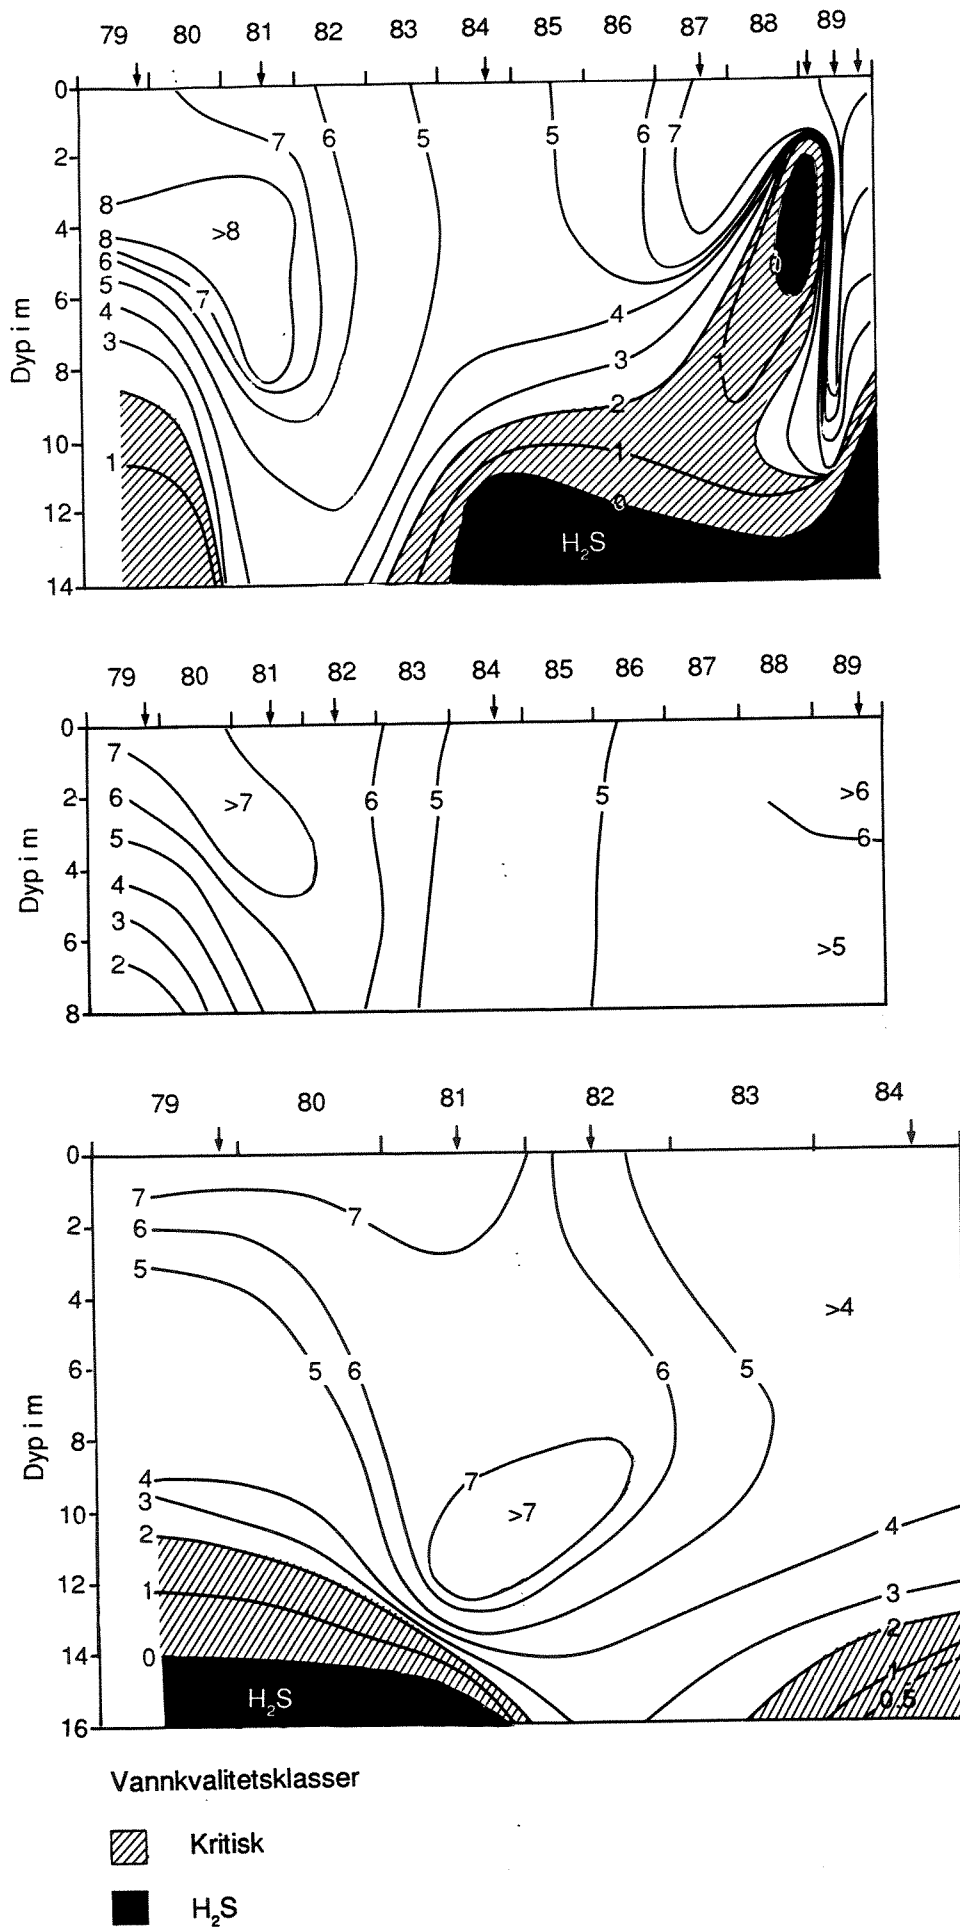 79 80 81 82 83 84 85 86 87 88 89
0
7 6 5 5 6 7
2
8
4 >8
8
6
5 7 0
6
4 4
3 3
8 1
2
10
1 1
0
12
H₂S
14
Dyp i m
79 80 81 82 83 84 85 86 87 88 89
0
7
2 6 >7 6 5 5 >6
5 6
4 4
3
6 2 >5
8
Dyp i m
79 80 81 82 83 84
0
7
7
2 6
5
4 >4
6 5 6 6 5
8
4 7
3
10 >7 4
2
12 1 3
2
14 0 1
H₂S 0.5
16
Dyp i m
Vannkvalitetsklasser
Kritisk
H₂S